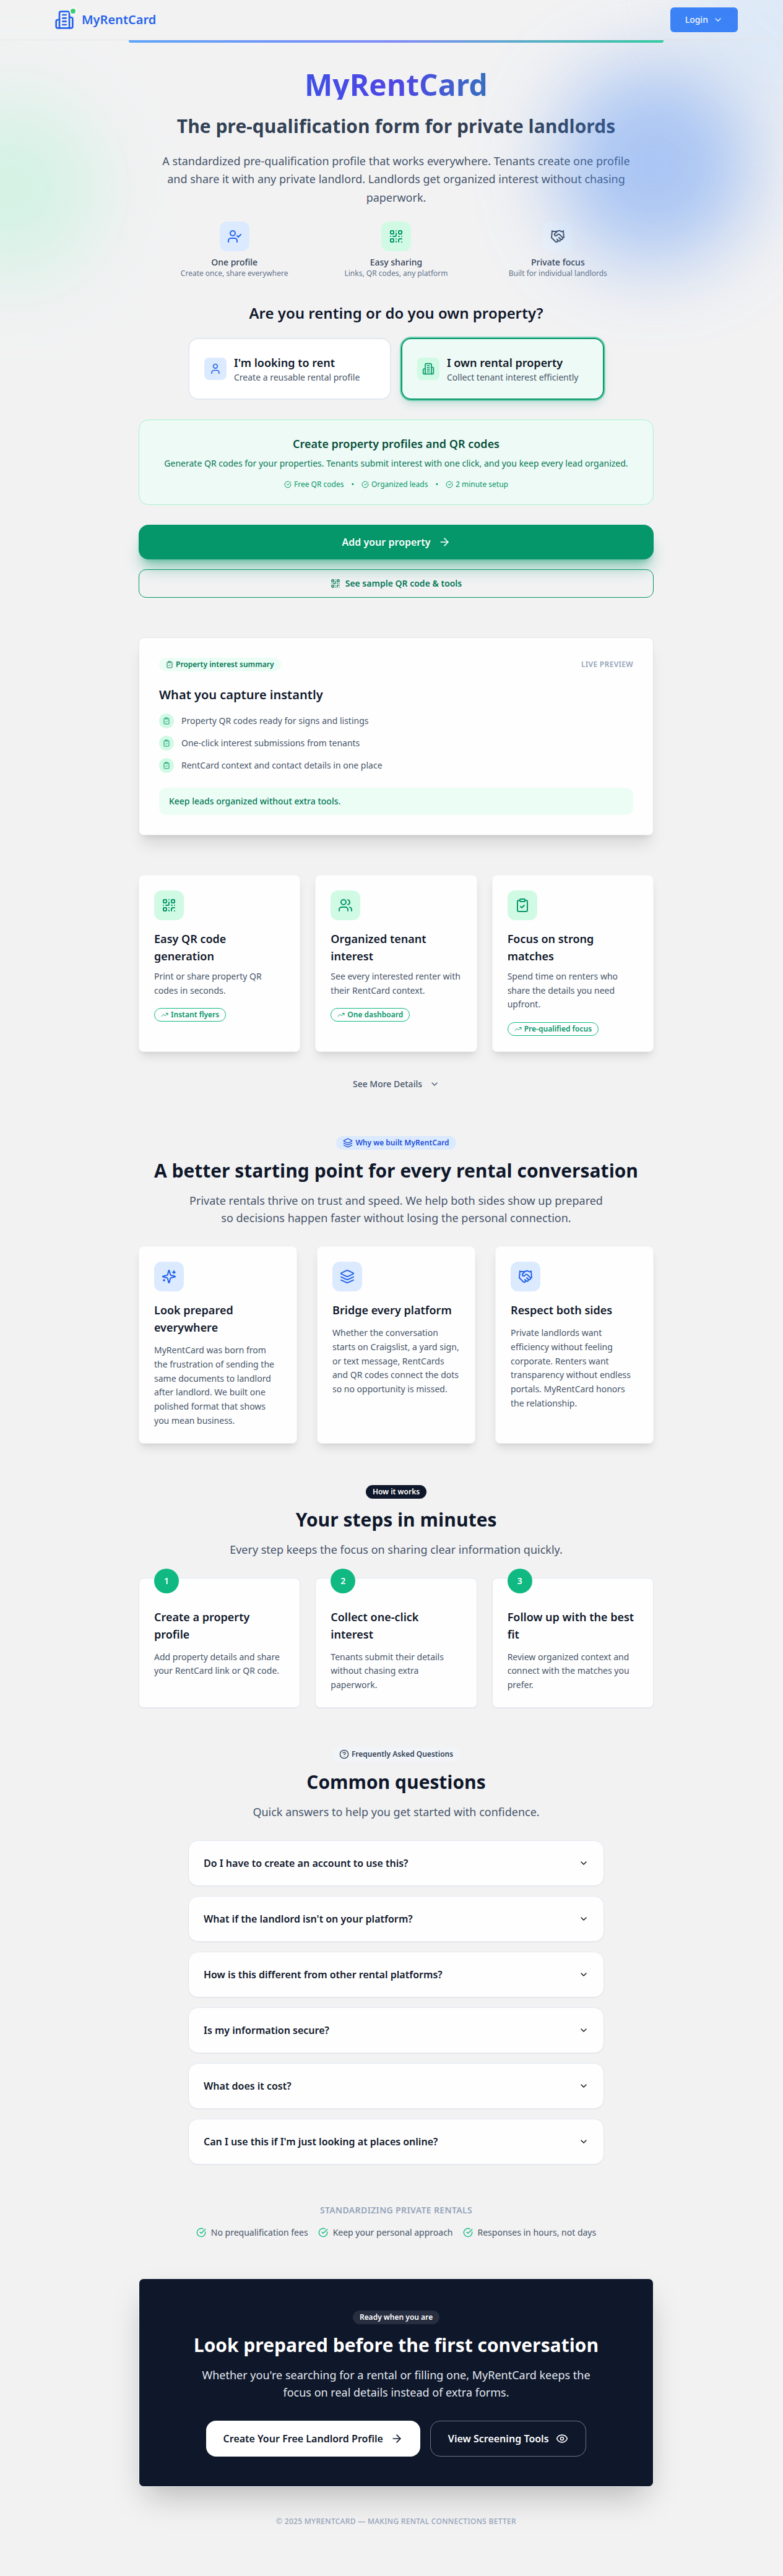 MyRentCard
Login
MyRentCard
The pre-qualification form for private landlords
A standardized pre-qualification profile that works everywhere. Tenants create one profile
and share it with any private landlord. Landlords get organized interest without chasing
paperwork.
One profile
Create once, share everywhere
Easy sharing
Links, QR codes, any platform
Private focus
Built for individual landlords
Are you renting or do you own property?
I'm looking to rent
Create a reusable rental profile
I own rental property
Collect tenant interest efficiently
Create property profiles and QR codes
Generate QR codes for your properties. Tenants submit interest with one click, and you keep every lead organized.
Free QR codes • Organized leads • 2 minute setup
Add your property
See sample QR code & tools
Property interest summary
LIVE PREVIEW
What you capture instantly
Property QR codes ready for signs and listings
One-click interest submissions from tenants
RentCard context and contact details in one place
Keep leads organized without extra tools.
Easy QR code
generation
Print or share property QR
codes in seconds.
Instant flyers
Organized tenant
interest
See every interested renter with
their RentCard context.
One dashboard
Focus on strong
matches
Spend time on renters who
share the details you need
upfront.
Pre-qualified focus
See More Details
Why we built MyRentCard
A better starting point for every rental conversation
Private rentals thrive on trust and speed. We help both sides show up prepared
so decisions happen faster without losing the personal connection.
Look prepared
everywhere
MyRentCard was born from
the frustration of sending the
same documents to landlord
after landlord. We built one
polished format that shows
you mean business.
Bridge every platform
Whether the conversation
starts on Craigslist, a yard sign,
or text message, RentCards
and QR codes connect the dots
so no opportunity is missed.
Respect both sides
Private landlords want
efficiency without feeling
corporate. Renters want
transparency without endless
portals. MyRentCard honors
the relationship.
How it works
Your steps in minutes
Every step keeps the focus on sharing clear information quickly.
1
Create a property
profile
Add property details and share
your RentCard link or QR code.
2
Collect one-click
interest
Tenants submit their details
without chasing extra
paperwork.
3
Follow up with the best
fit
Review organized context and
connect with the matches you
prefer.
Frequently Asked Questions
Common questions
Quick answers to help you get started with confidence.
Do I have to create an account to use this?
What if the landlord isn't on your platform?
How is this different from other rental platforms?
Is my information secure?
What does it cost?
Can I use this if I'm just looking at places online?
STANDARDIZING PRIVATE RENTALS
No prequalification fees
Keep your personal approach
Responses in hours, not days
Ready when you are
Look prepared before the first conversation
Whether you're searching for a rental or filling one, MyRentCard keeps the
focus on real details instead of extra forms.
Create Your Free Landlord Profile
View Screening Tools
© 2025 MYRENTCARD — MAKING RENTAL CONNECTIONS BETTER